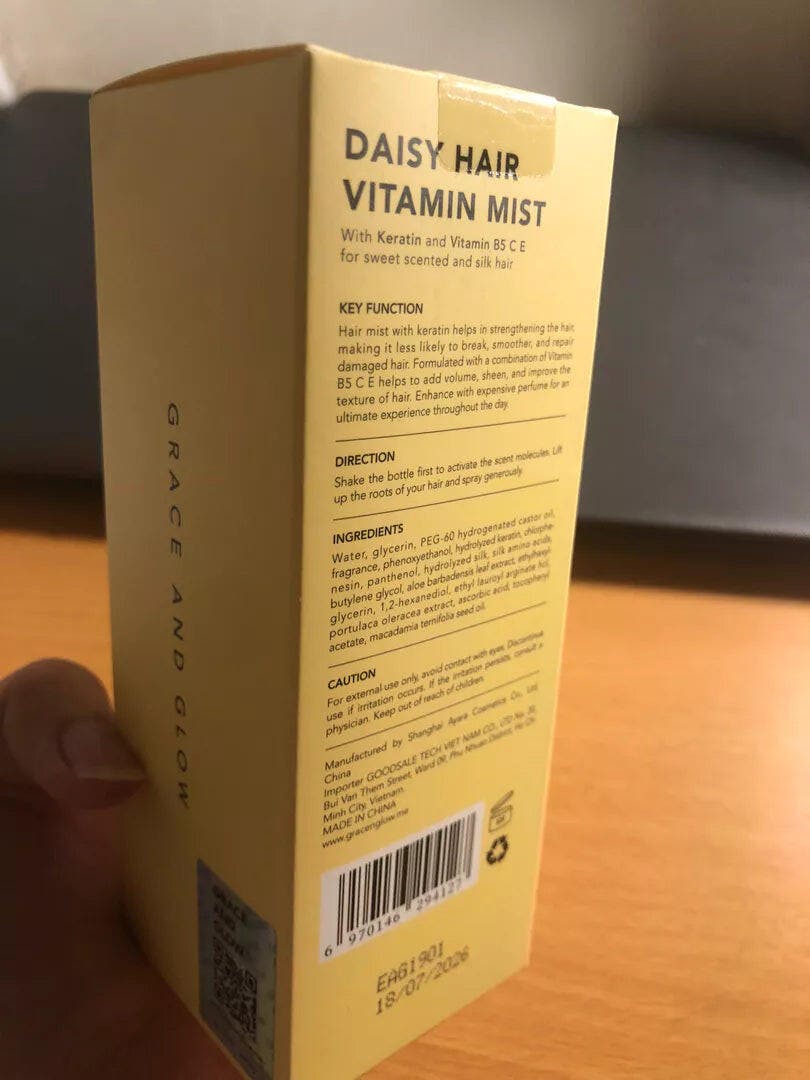 DAISY HAIR
VITAMIN MIST
With Keratin and Vitamin B5 C E
for sweet scented and silk hair
KEY FUNCTION
Hair mist with keratin helps in strengthening the hair,
making it less likely to break, smoother, and repair
damaged hair. Formulated with a combination of Vitamin
B5 C E helps to add volume, sheen, and improve the
texture of hair. Enhance with expensive perfume for an
ultimate experience throughout the day.
DIRECTION
Shake the bottle first to activate the scent molecules. Lift
up the roots of your hair and spray generously.
INGREDIENTS
Water, glycerin, PEG-60 hydrogenated castor oil,
fragrance, phenoxyethanol, hydrolyzed keratin, chlorphe-
nesin, panthenol, hydrolyzed silk, silk amino acids,
butylene glycol, aloe barbadensis leaf extract, ethylhexyl-
glycerin, 1,2-hexanediol, ethyl lauroyl arginate hcl,
portulaca oleracea extract, ascorbic acid, tocopheryl
acetate, macadamia ternifolia seed oil.
CAUTION
For external use only, avoid contact with eyes. Discontinue
use if irritation occurs. If the irritation persists, consult a
physician. Keep out of reach of children.
Manufactured by Shanghai Ayara Cosmetics Co., Ltd,
China
Importer GOODSALE TECH VIET NAM CO., LTD No.
Bui Van Them Street, Ward 09, Phu Nhuan District, Ho Chi
Minh City, Vietnam.
MADE IN CHINA
www.gracenglow.me
6 970146 294127
EA61901
18/07/2026
GRACE AND GLOW
GRACE
AND
GLOW